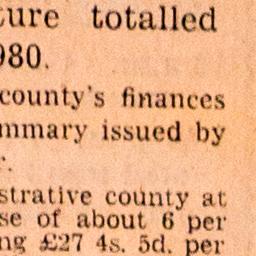 ture totalled
980.
county's finances
mmary issued by
r.
strative county at
se of about 6 per
ng £27 4s. 5d. per